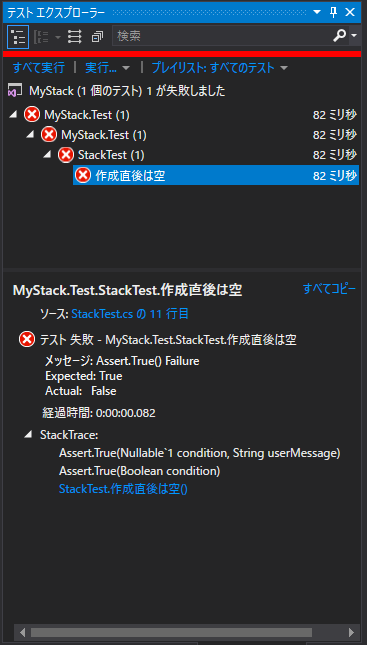 テスト エクスプローラー
検索
すべて実行 | 実行... | プレイリスト: すべてのテスト
MyStack (1 個のテスト) 1 が失敗しました
MyStack.Test (1) 82 ミリ秒
MyStack.Test (1) 82 ミリ秒
StackTest (1) 82 ミリ秒
作成直後は空 82 ミリ秒
MyStack.Test.StackTest.作成直後は空 すべてコピー
ソース: StackTest.cs の 11 行目
テスト 失敗 - MyStack.Test.StackTest.作成直後は空
メッセージ: Assert.True() Failure
Expected: True
Actual: False
経過時間: 0:00:00.082
StackTrace:
Assert.True(Nullable`1 condition, String userMessage)
Assert.True(Boolean condition)
StackTest.作成直後は空()